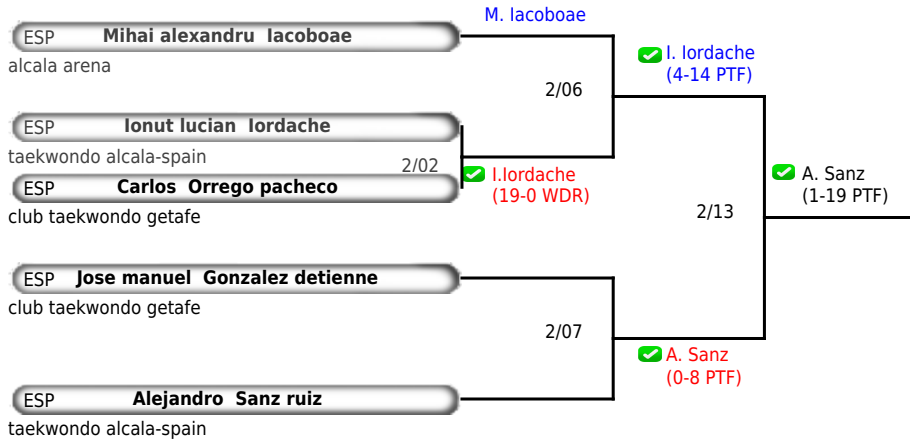 M. Iacoboae
ESP Mihai alexandru Iacoboae
alcala arena
I. Iordache
(4-14 PTF)
2/06
ESP Ionut lucian Iordache
taekwondo alcala-spain
2/02
I.Iordache
(19-0 WDR)
ESP Carlos Orrego pacheco
club taekwondo getafe
A. Sanz
(1-19 PTF)
2/13
ESP Jose manuel Gonzalez detienne
club taekwondo getafe
2/07
A. Sanz
(0-8 PTF)
ESP Alejandro Sanz ruiz
taekwondo alcala-spain